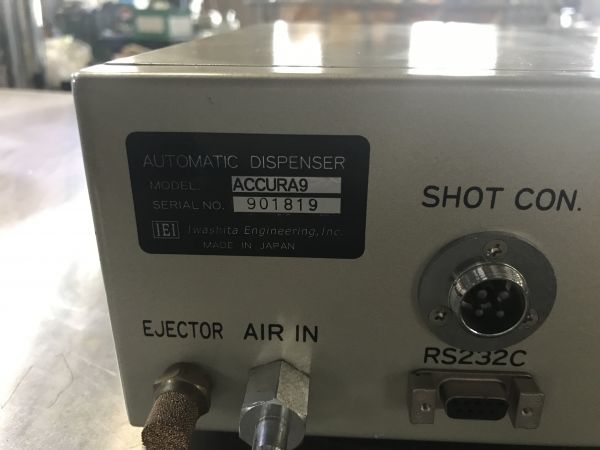 AUTOMATIC DISPENSER
MODEL. ACCURA9
SERIAL NO. 901819
IEI Iwashita Engineering, Inc.
MADE IN JAPAN
SHOT CON.
EJECTOR AIR IN
RS232C